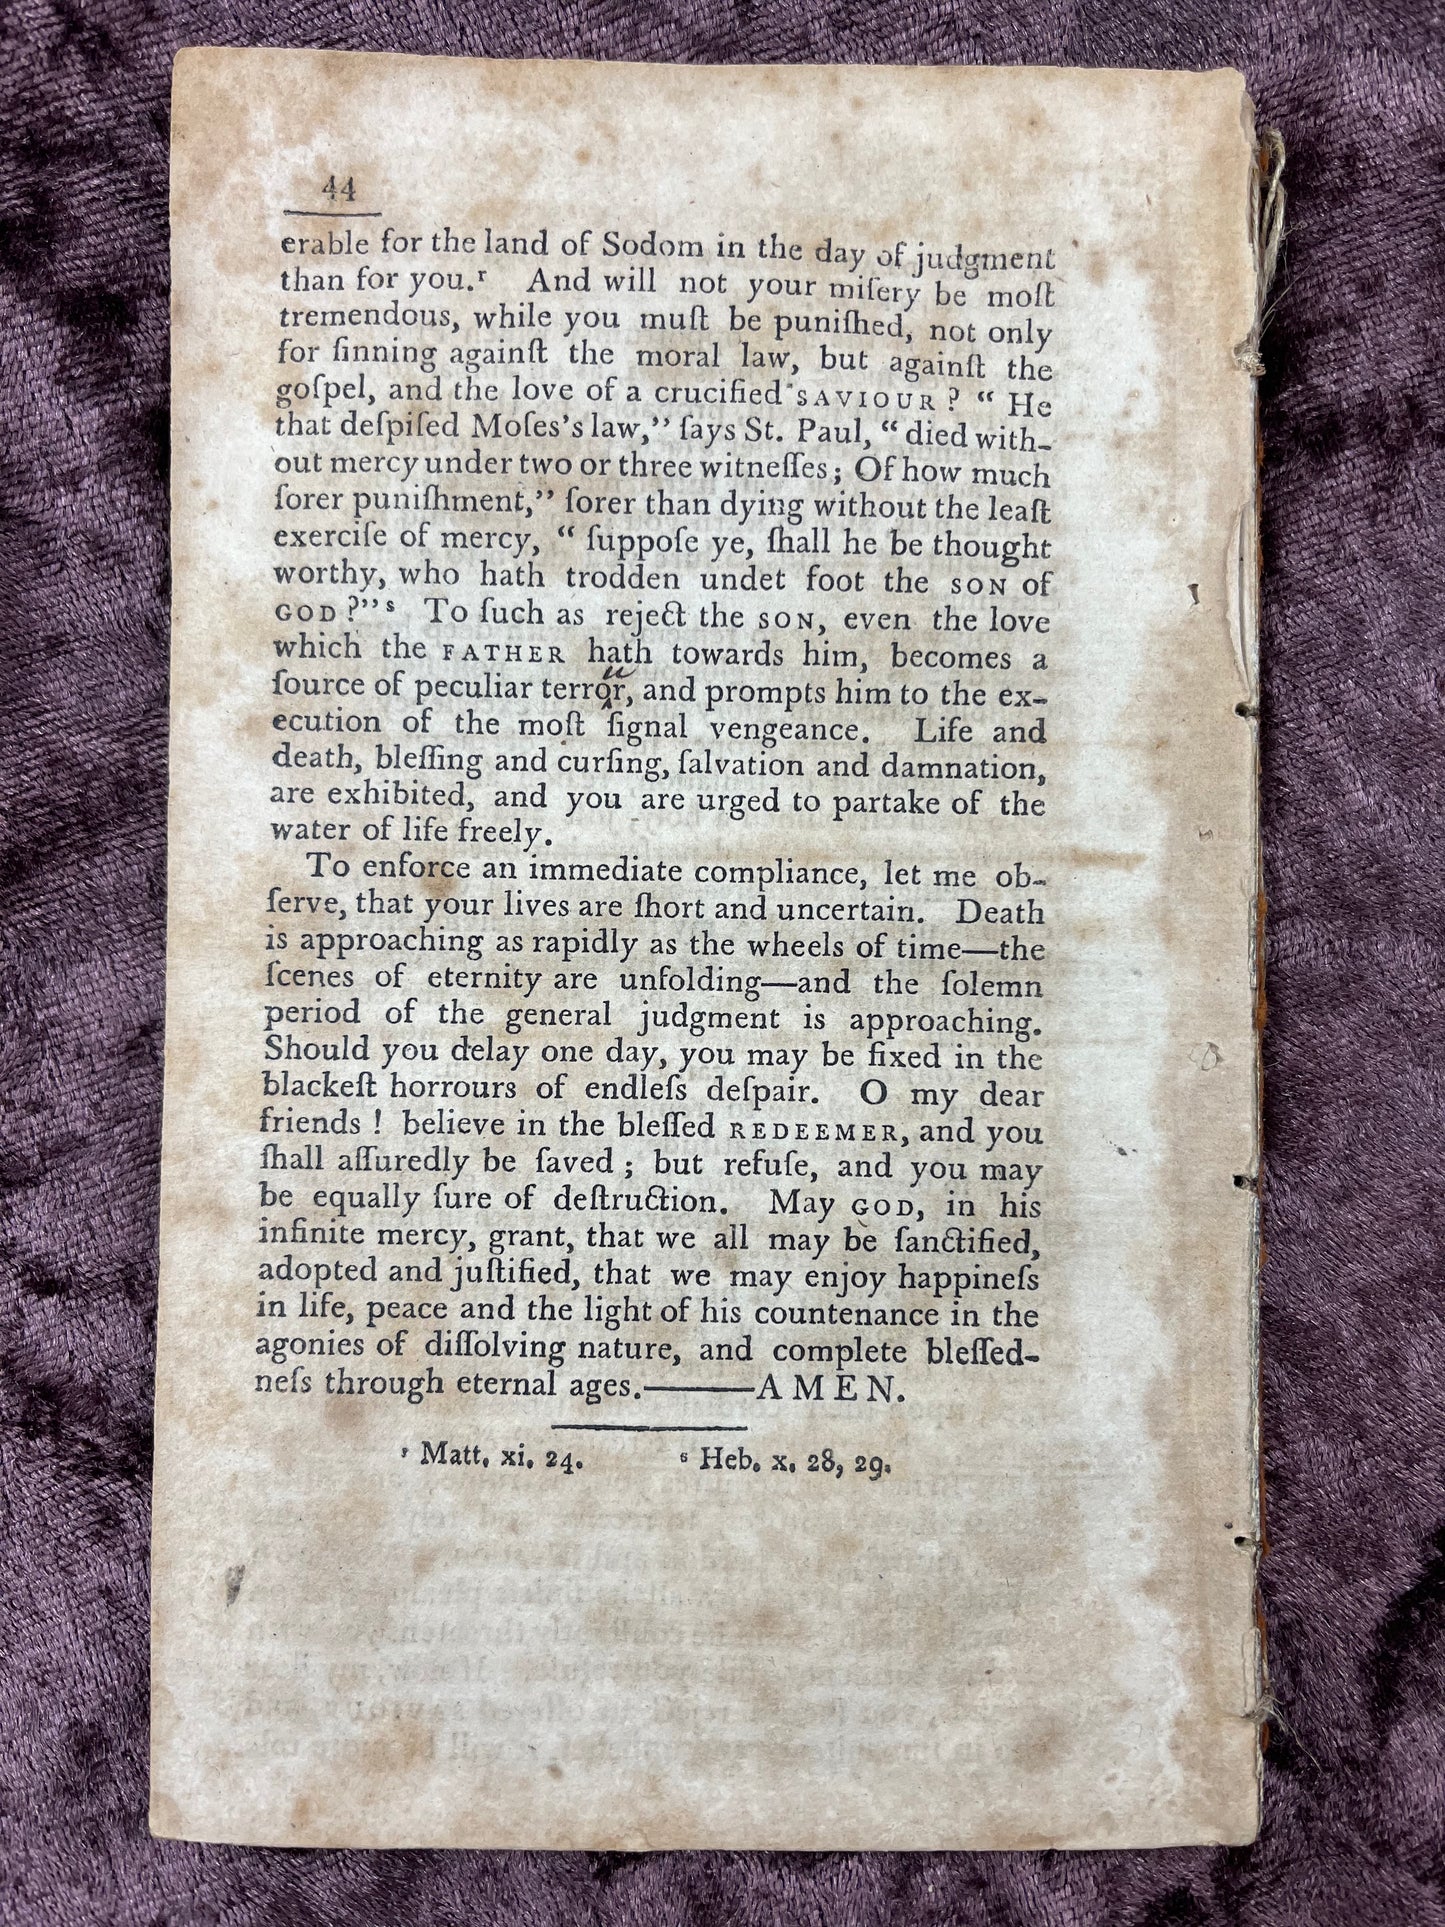 44
erable for the land of Sodom in the day of judgment
than for you.ʳ And will not your miſery be moſt
tremendous, while you muſt be puniſhed, not only
for ſinning againſt the moral law, but againſt the
goſpel, and the love of a crucified SAVIOUR? “ He
that deſpiſed Moſes's law,” ſays St. Paul, “ died with-
out mercy under two or three witneſſes; Of how much
ſorer puniſhment,” ſorer than dying without the leaſt
exerciſe of mercy, “ ſuppoſe ye, ſhall he be thought
worthy, who hath trodden undet foot the SON of
GOD?”ˢ To ſuch as reject the SON, even the love
which the FATHER hath towards him, becomes a
ſource of peculiar terror, and prompts him to the ex-
u
ecution of the moſt ſignal vengeance. Life and
death, bleſſing and curſing, ſalvation and damnation,
are exhibited, and you are urged to partake of the
water of life freely.
To enforce an immediate compliance, let me ob-
ſerve, that your lives are ſhort and uncertain. Death
is approaching as rapidly as the wheels of time—the
ſcenes of eternity are unfolding—and the ſolemn
period of the general judgment is approaching.
Should you delay one day, you may be fixed in the
blackeſt horrours of endleſs deſpair. O my dear
friends ! believe in the bleſſed REDEEMER, and you
ſhall aſſuredly be ſaved ; but refuſe, and you may
be equally ſure of deſtruction. May GOD, in his
infinite mercy, grant, that we all may be ſanctified,
adopted and juſtified, that we may enjoy happineſs
in life, peace and the light of his countenance in the
agonies of diſſolving nature, and complete bleſſed-
neſs through eternal ages.———AMEN.
ʳ Matt. xi. 24. ˢ Heb. x. 28, 29.